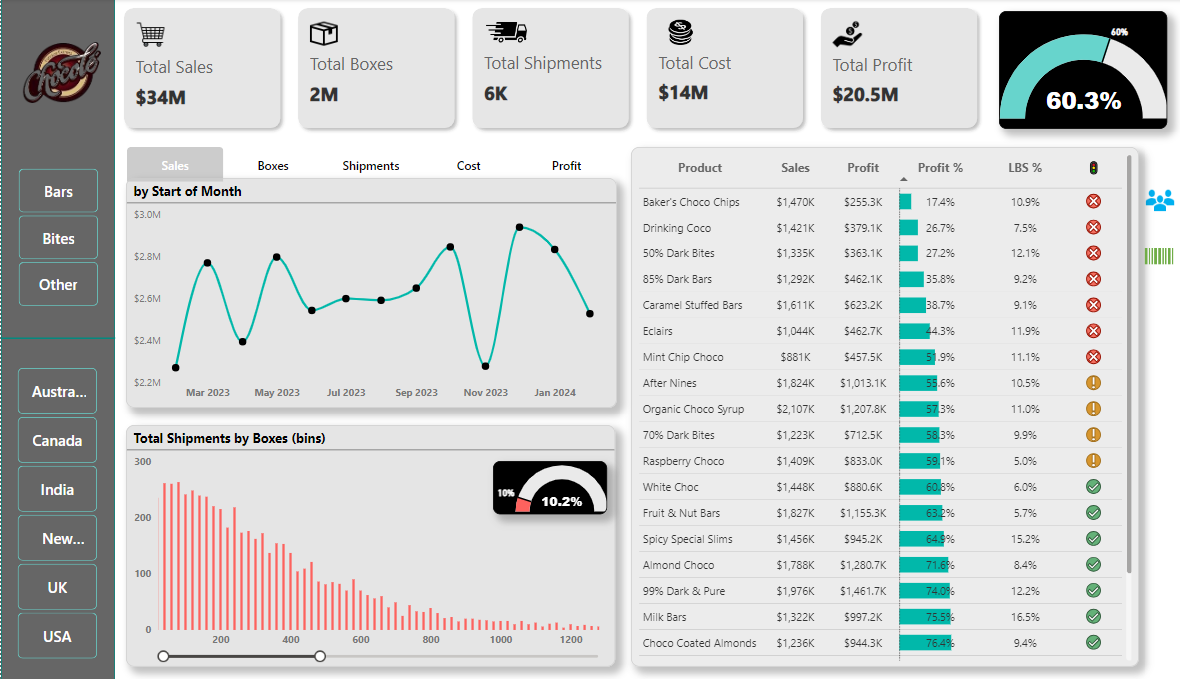 Chocolé
Total Sales
$34M
Total Boxes
2M
Total Shipments
6K
Total Cost
$14M
Total Profit
$20.5M
60%
60.3%
Bars
Bites
Other
Austra...
Canada
India
New...
UK
USA
Sales Boxes Shipments Cost Profit
by Start of Month
$3.0M
$2.8M
$2.6M
$2.4M
$2.2M
Mar 2023 May 2023 Jul 2023 Sep 2023 Nov 2023 Jan 2024
Total Shipments by Boxes (bins)
300
200
100
0
200 400 600 800 1000 1200
10%
10.2%
Product Sales Profit Profit % LBS %
Baker's Choco Chips $1,470K $255.3K 17.4% 10.9%
Drinking Coco $1,421K $379.1K 26.7% 7.5%
50% Dark Bites $1,335K $363.1K 27.2% 12.1%
85% Dark Bars $1,292K $462.1K 35.8% 9.2%
Caramel Stuffed Bars $1,611K $623.2K 38.7% 9.1%
Eclairs $1,044K $462.7K 44.3% 11.9%
Mint Chip Choco $881K $457.5K 51.9% 11.1%
After Nines $1,824K $1,013.1K 55.6% 10.5%
Organic Choco Syrup $2,107K $1,207.8K 57.3% 11.0%
70% Dark Bites $1,223K $712.5K 58.3% 9.9%
Raspberry Choco $1,409K $833.0K 59.1% 5.0%
White Choc $1,448K $880.6K 60.8% 6.0%
Fruit & Nut Bars $1,827K $1,155.3K 63.2% 5.7%
Spicy Special Slims $1,456K $945.2K 64.9% 15.2%
Almond Choco $1,788K $1,280.7K 71.6% 8.4%
99% Dark & Pure $1,976K $1,461.7K 74.0% 12.2%
Milk Bars $1,322K $997.2K 75.5% 16.5%
Choco Coated Almonds $1,236K $944.3K 76.4% 9.4%